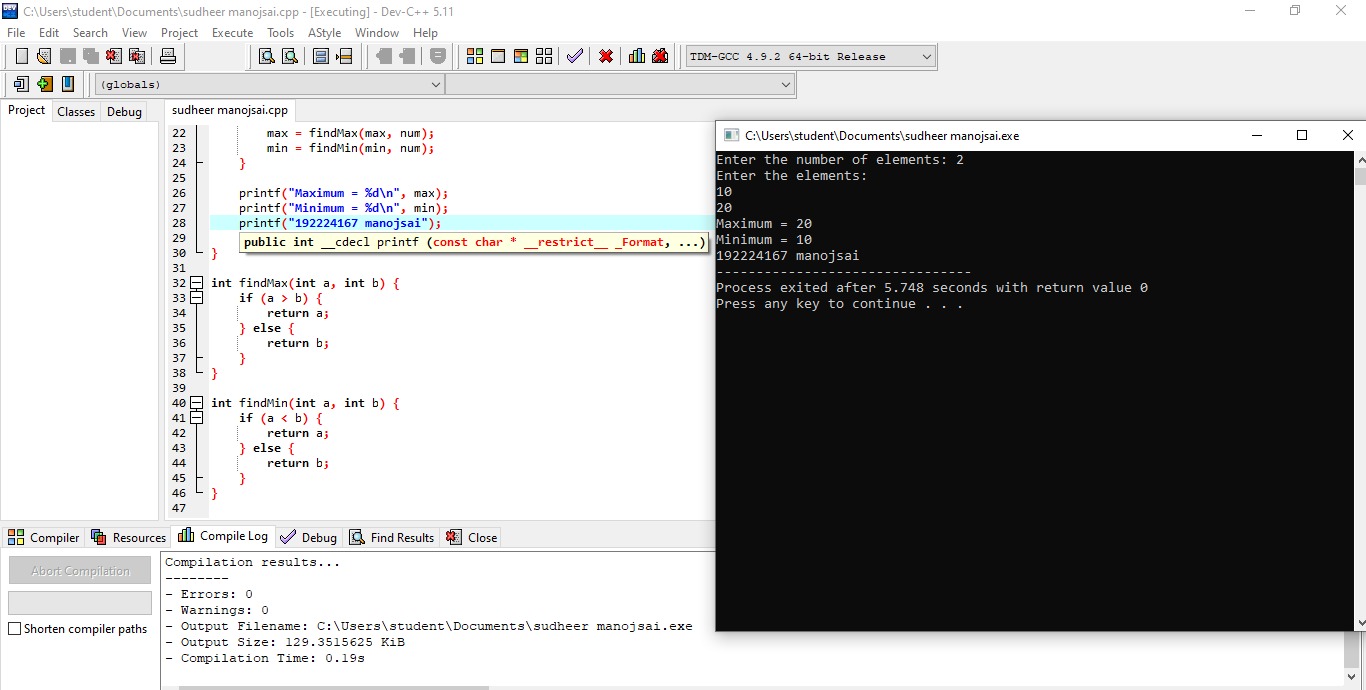 C:\Users\student\Documents\sudheer manojsai.cpp - [Executing] - Dev-C++ 5.11
File Edit Search View Project Execute Tools AStyle Window Help
TDM-GCC 4.9.2 64-bit Release
(globals)
Project Classes Debug
sudheer manojsai.cpp
22 max = findMax(max, num);
23 min = findMin(min, num);
24 }
25
26 printf("Maximum = %d\n", max);
27 printf("Minimum = %d\n", min);
28 printf("192224167 manojsai");
29 public int __cdecl printf (const char * __restrict__ _Format, ...)
30 }
31
32 int findMax(int a, int b) {
33 if (a > b) {
34 return a;
35 } else {
36 return b;
37 }
38 }
39
40 int findMin(int a, int b) {
41 if (a < b) {
42 return a;
43 } else {
44 return b;
45 }
46 }
47
C:\Users\student\Documents\sudheer manojsai.exe
Enter the number of elements: 2
Enter the elements:
10
20
Maximum = 20
Minimum = 10
192224167 manojsai
--------------------------------
Process exited after 5.748 seconds with return value 0
Press any key to continue . . .
Compiler Resources Compile Log Debug Find Results Close
Abort Compilation
Shorten compiler paths
Compilation results...
--------
- Errors: 0
- Warnings: 0
- Output Filename: C:\Users\student\Documents\sudheer manojsai.exe
- Output Size: 129.3515625 KiB
- Compilation Time: 0.19s